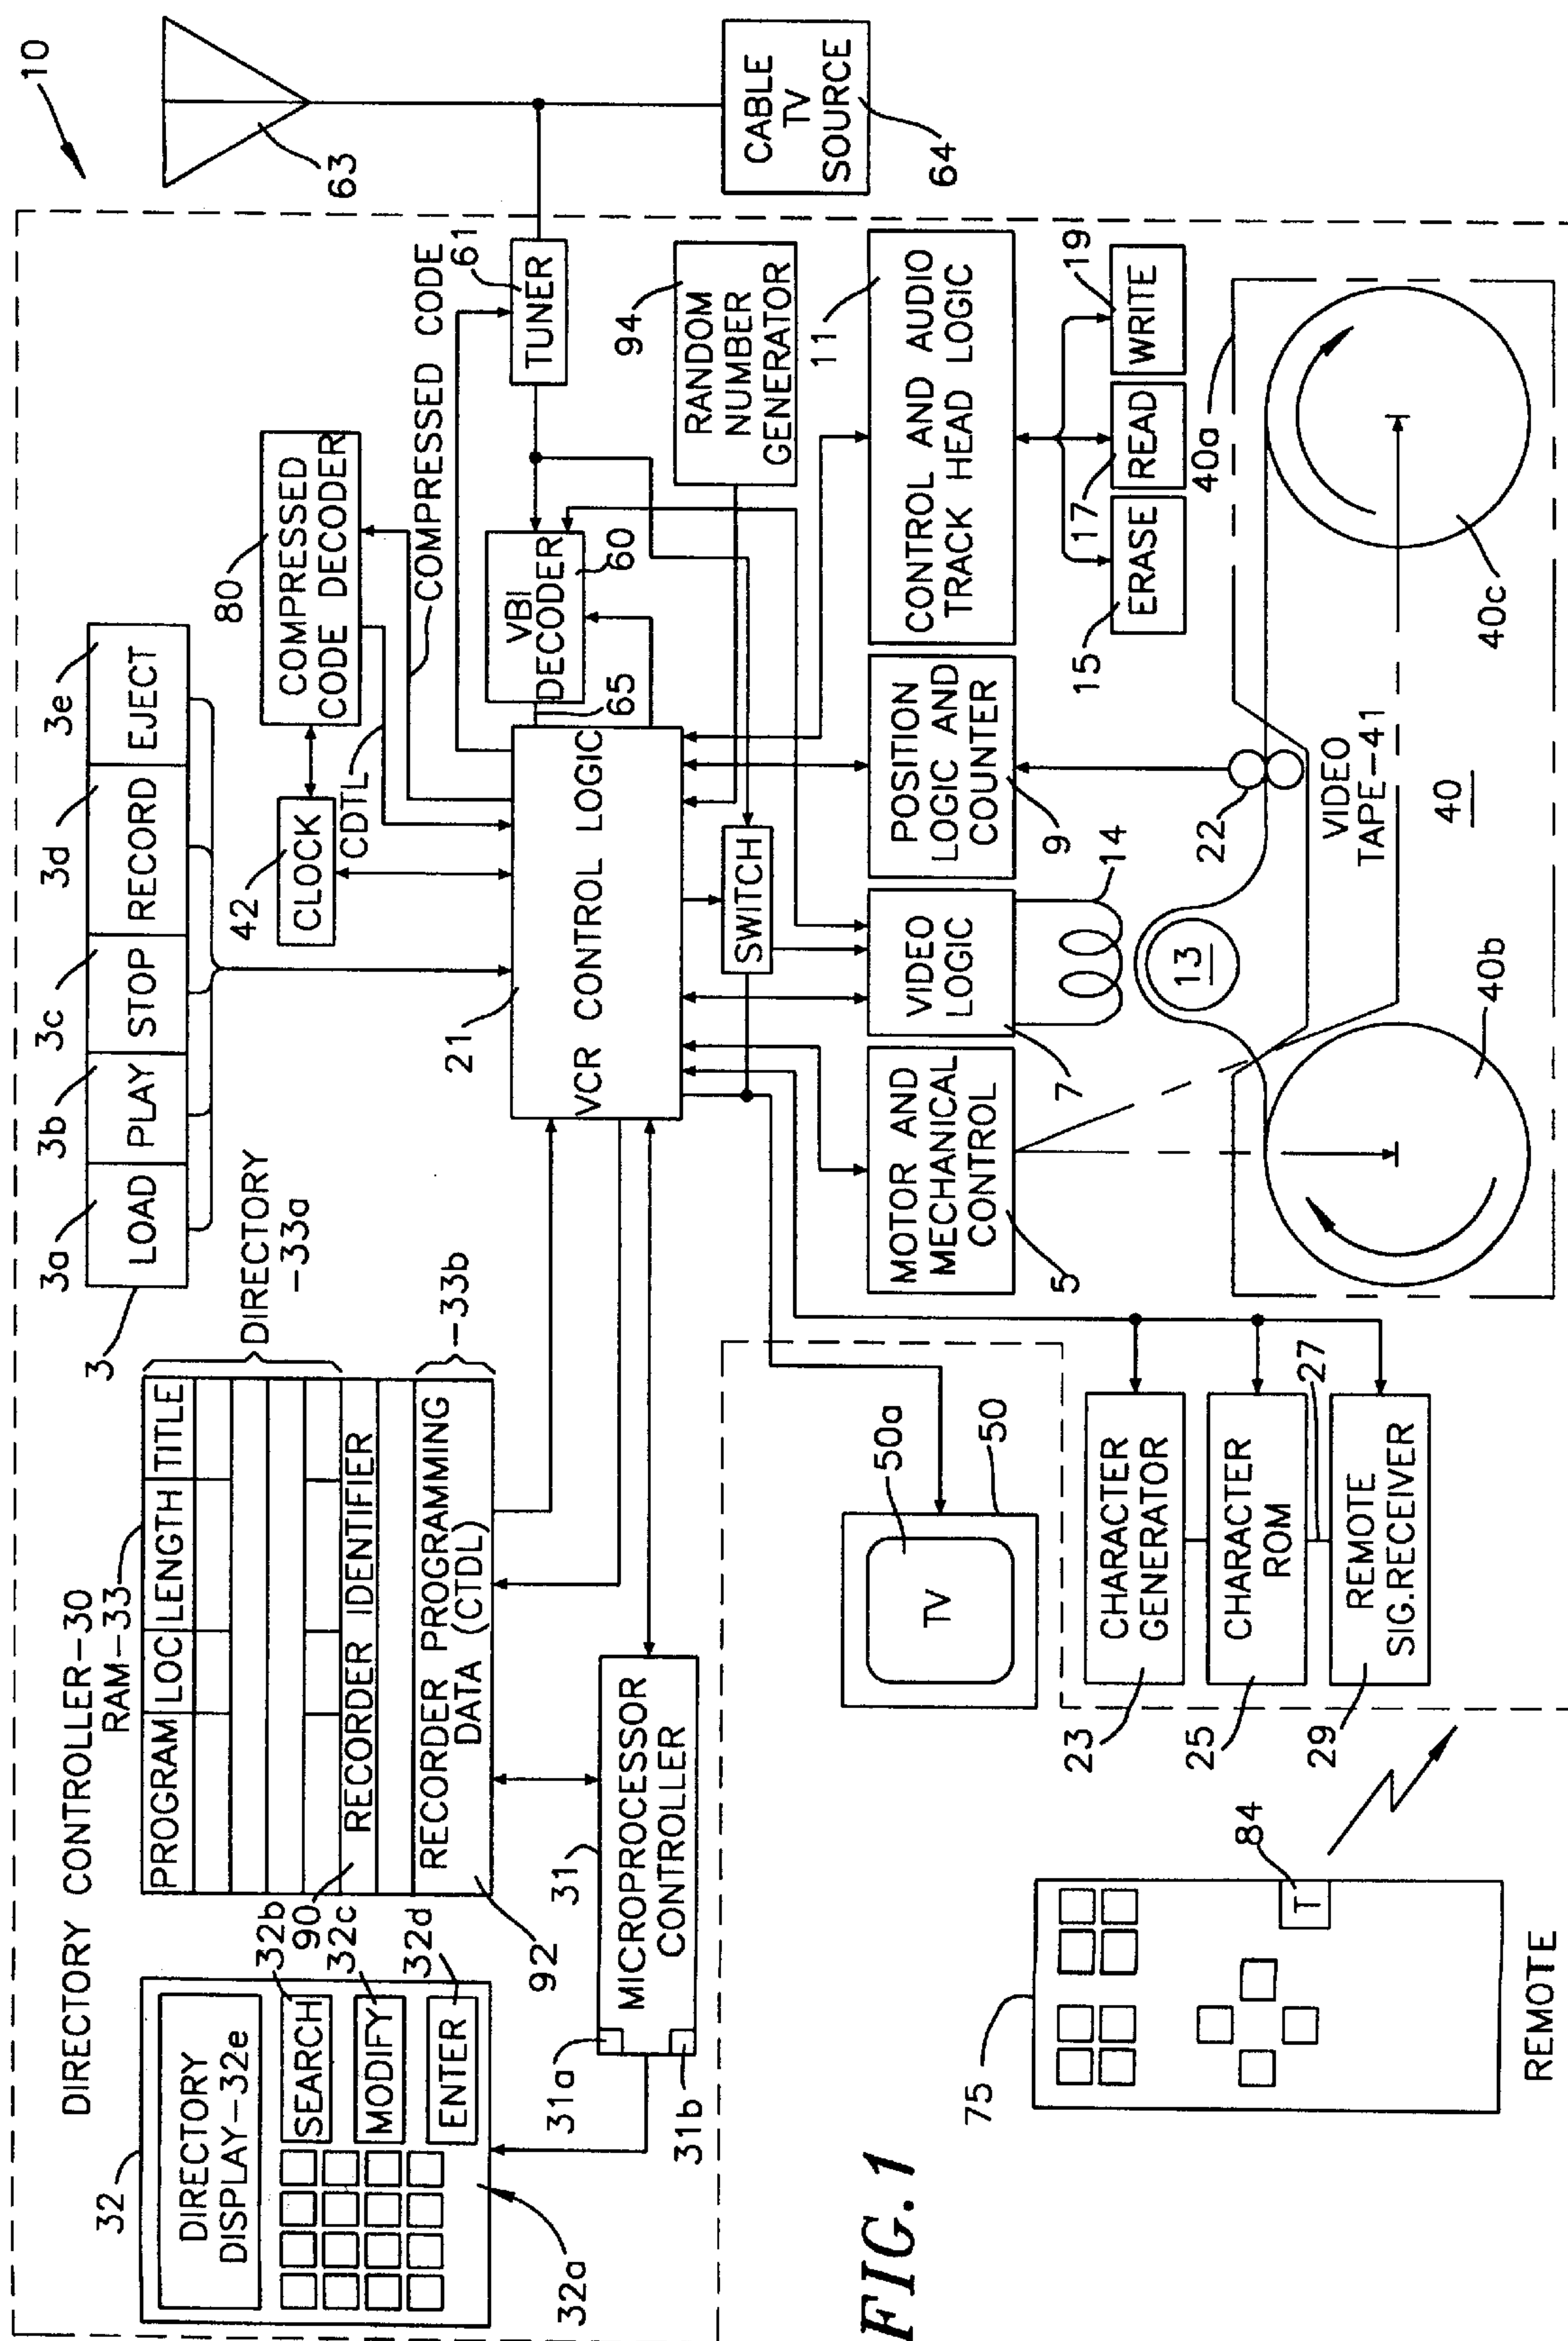 10
DIRECTORY CONTROLLER-30
RAM-33
32
DIRECTORY
DISPLAY-32e
SEARCH
MODIFY
ENTER
32b
90
32c
32d
32a
PROGRAM
LOC
LENGTH
TITLE
RECORDER IDENTIFIER
RECORDER PROGRAMMING
DATA (CTDL)
92
DIRECTORY
-33a
-33b
3
3a
3b
3c
3d
3e
LOAD
PLAY
STOP
RECORD
EJECT
31
31a
31b
MICROPROCESSOR
CONTROLLER
42
CLOCK
CDTL
80
COMPRESSED
CODE DECODER
COMPRESSED CODE
21
VCR CONTROL LOGIC
65
VBI
DECODER
60
TUNER
61
63
CABLE
TV
SOURCE
64
SWITCH
94
RANDOM
NUMBER
GENERATOR
MOTOR AND
MECHANICAL
CONTROL
5
VIDEO
LOGIC
7
14
POSITION
LOGIC AND
COUNTER
9
CONTROL AND AUDIO
TRACK HEAD LOGIC
11
15
ERASE
17
READ
19
WRITE
40a
13
22
VIDEO
TAPE-41
40
40b
40c
50a
TV
50
CHARACTER
GENERATOR
23
CHARACTER
ROM
25
27
REMOTE
SIG.RECEIVER
29
75
84
T
REMOTE
FIG.1